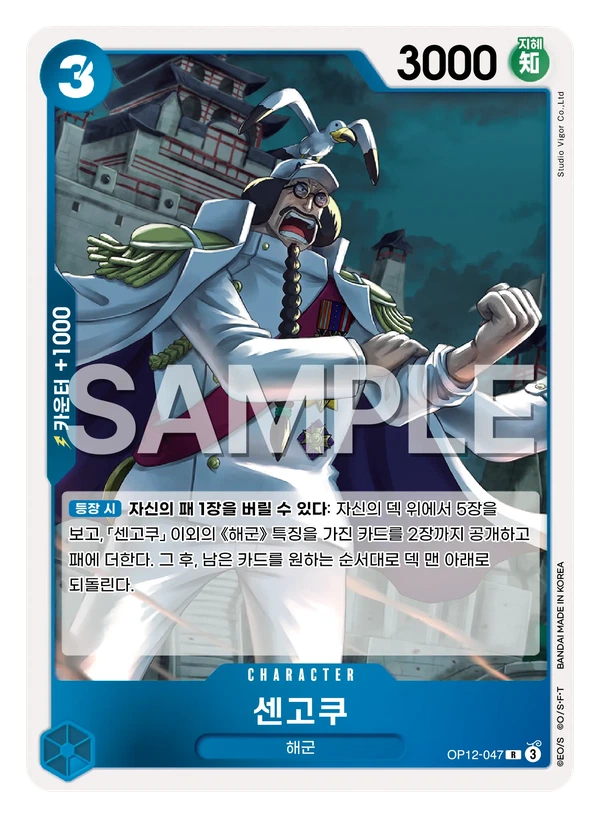 3
3000
지혜
知
Studio Vigor Co.,Ltd
카운터 +1000
SAMPLE
등장 시 자신의 패 1장을 버릴 수 있다: 자신의 덱 위에서 5장을
보고, 「센고쿠」 이외의 《해군》 특징을 가진 카드를 2장까지 공개하고
패에 더한다. 그 후, 남은 카드를 원하는 순서대로 덱 맨 아래로
되돌린다.
CHARACTER
센고쿠
해군
OP12-047 R 3
©EO/S ©O/S·F·T BANDAI MADE IN KOREA